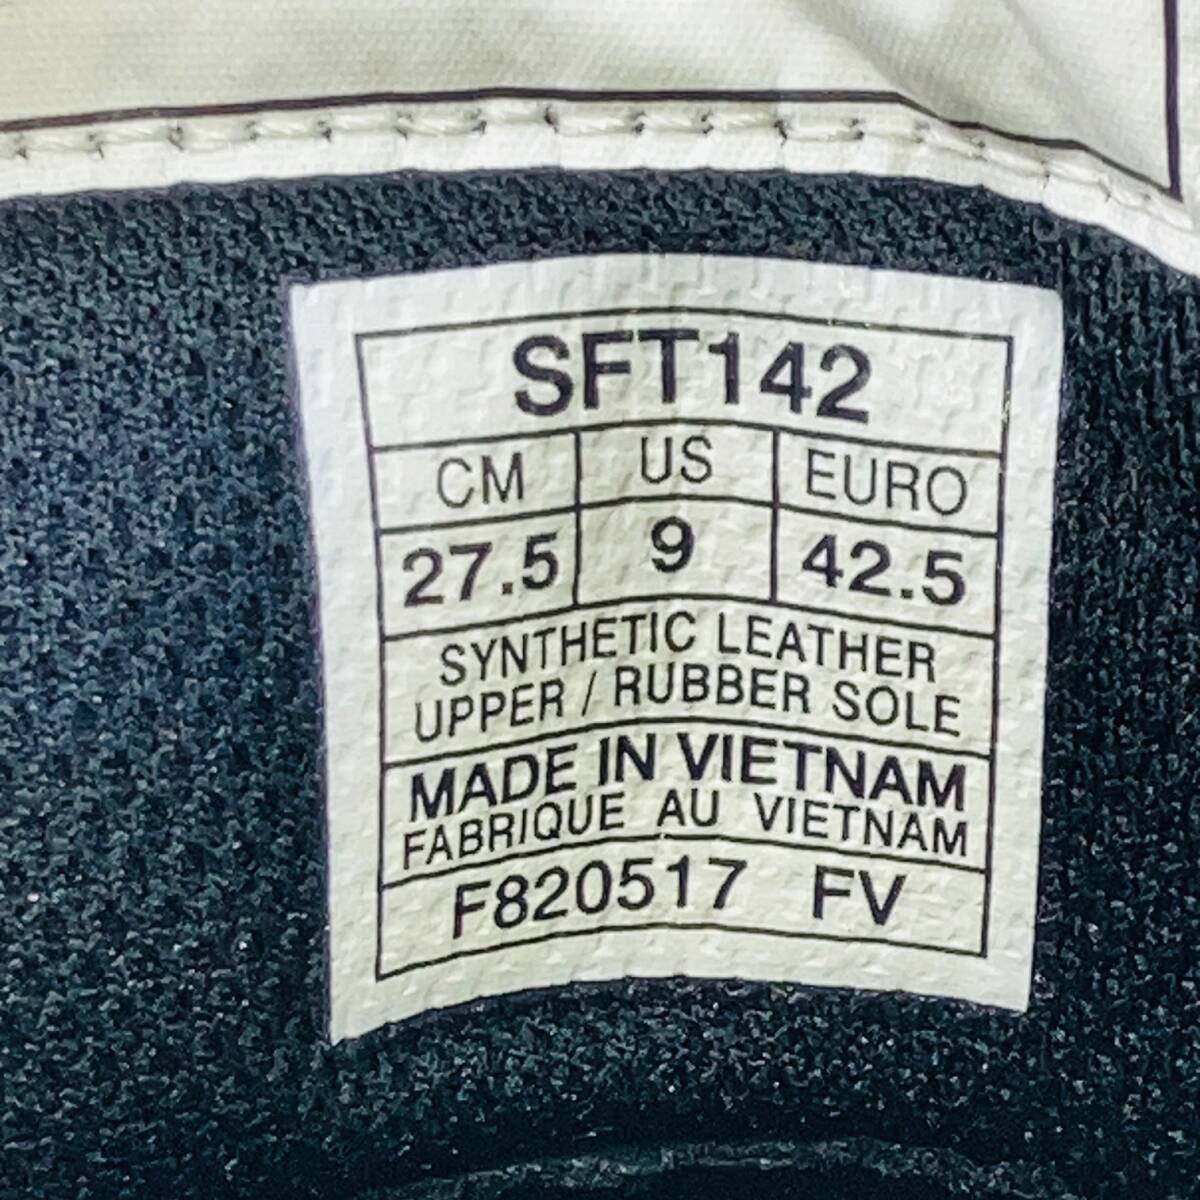 SFT142
CM US EURO
27.5 9 42.5
SYNTHETIC LEATHER
UPPER / RUBBER SOLE
MADE IN VIETNAM
FABRIQUE AU VIETNAM
F820517 FV